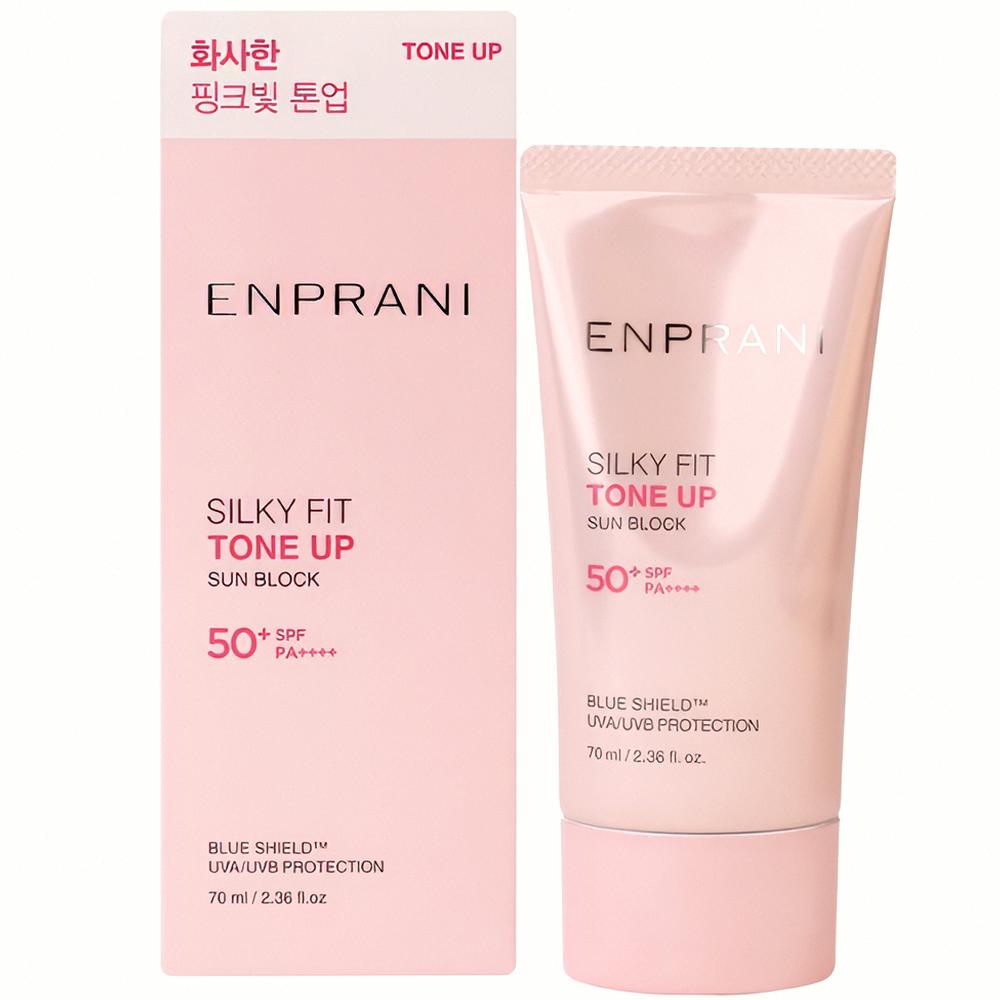 화사한
핑크빛 톤업
TONE UP
ENPRANI
SILKY FIT
TONE UP
SUN BLOCK
50+ SPF
PA++++
BLUE SHIELD™
UVA/UVB PROTECTION
70 ml / 2.36 fl.oz
ENPRANI
SILKY FIT
TONE UP
SUN BLOCK
50+ SPF
PA++++
BLUE SHIELD™
UVA/UVB PROTECTION
70 ml / 2.36 fl. oz.